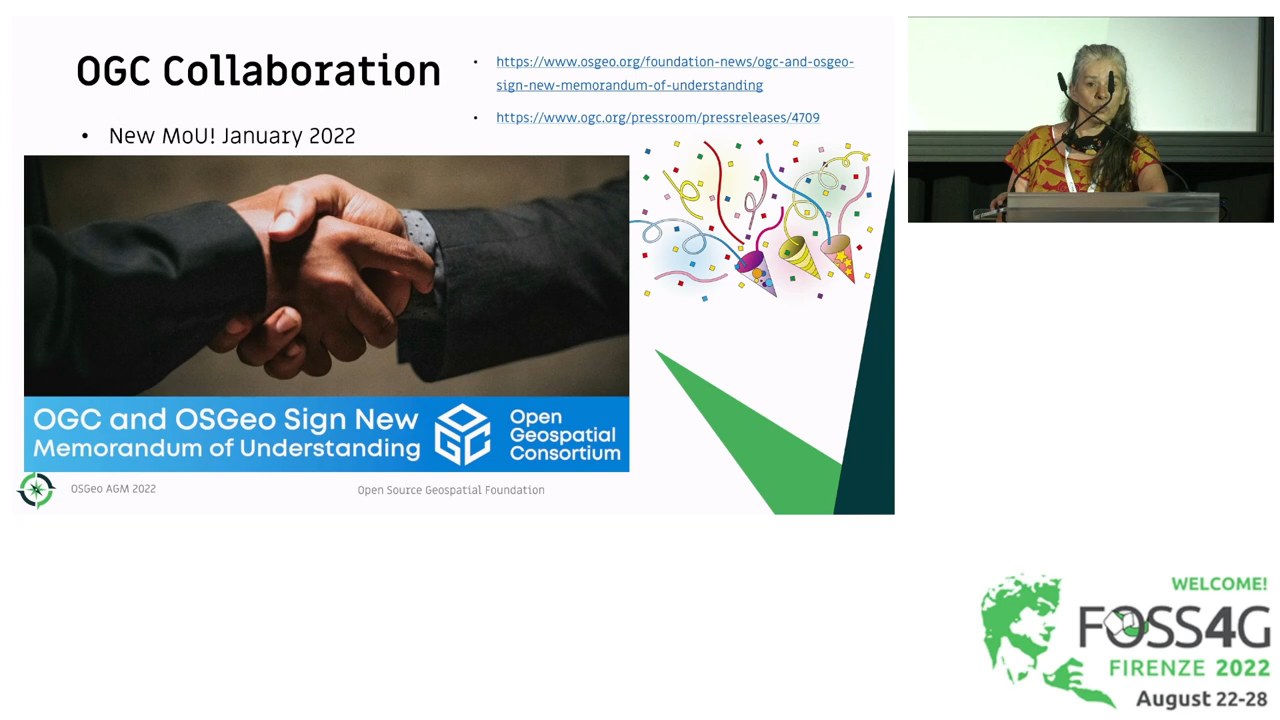 OGC Collaboration
• New MoU! January 2022
• https://www.osgeo.org/foundation-news/ogc-and-osgeo-
sign-new-memorandum-of-understanding
• https://www.ogc.org/pressroom/pressreleases/4709
OGC and OSGeo Sign New
Memorandum of Understanding
OGC
Open
Geospatial
Consortium
OSGeo AGM 2022
Open Source Geospatial Foundation
WELCOME!
FOSS4G
FIRENZE 2022
August 22-28